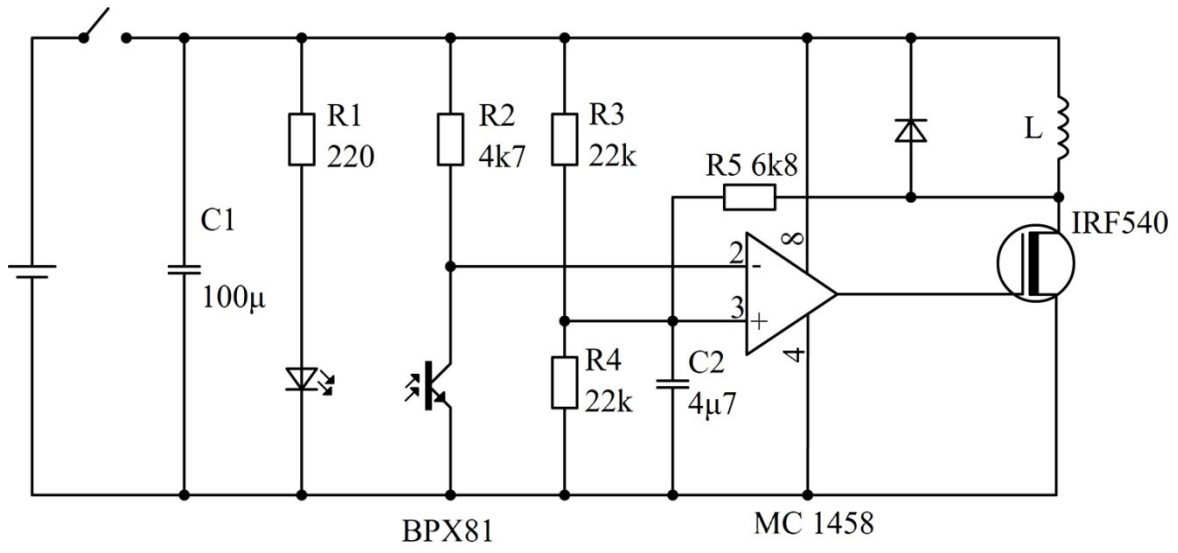 R1
220
R2
4k7
R3
22k
L
R5 6k8
IRF540
C1
100μ
2
-
8
3
+
4
R4
22k
C2
4μ7
BPX81
MC 1458